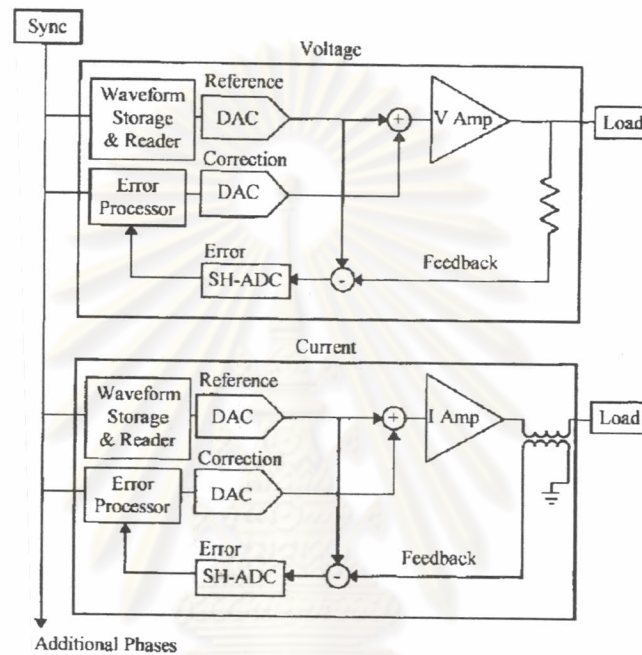 Sync
Voltage
Reference
Waveform
Storage
& Reader
DAC
+
V Amp
Load
Correction
Error
Processor
DAC
Error
SH-ADC
-
Feedback
Current
Reference
Waveform
Storage
& Reader
DAC
+
I Amp
Load
Correction
Error
Processor
DAC
Error
SH-ADC
-
Feedback
Additional Phases